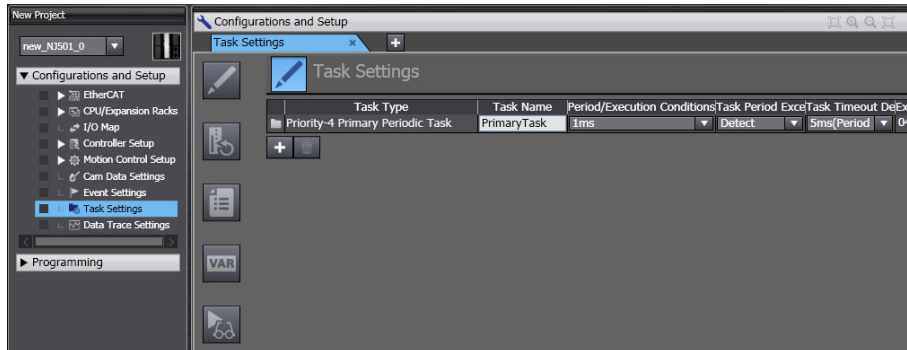 New Project
new_NJ501_0
Configurations and Setup
EtherCAT
CPU/Expansion Racks
I/O Map
Controller Setup
Motion Control Setup
Cam Data Settings
Event Settings
Task Settings
Data Trace Settings
Programming
Configurations and Setup
Task Settings
Task Settings
Task Type Task Name Period/Execution Conditions Task Period Exce Task Timeout De Ex
Priority-4 Primary Periodic Task PrimaryTask 1ms Detect 5ms(Period
VAR